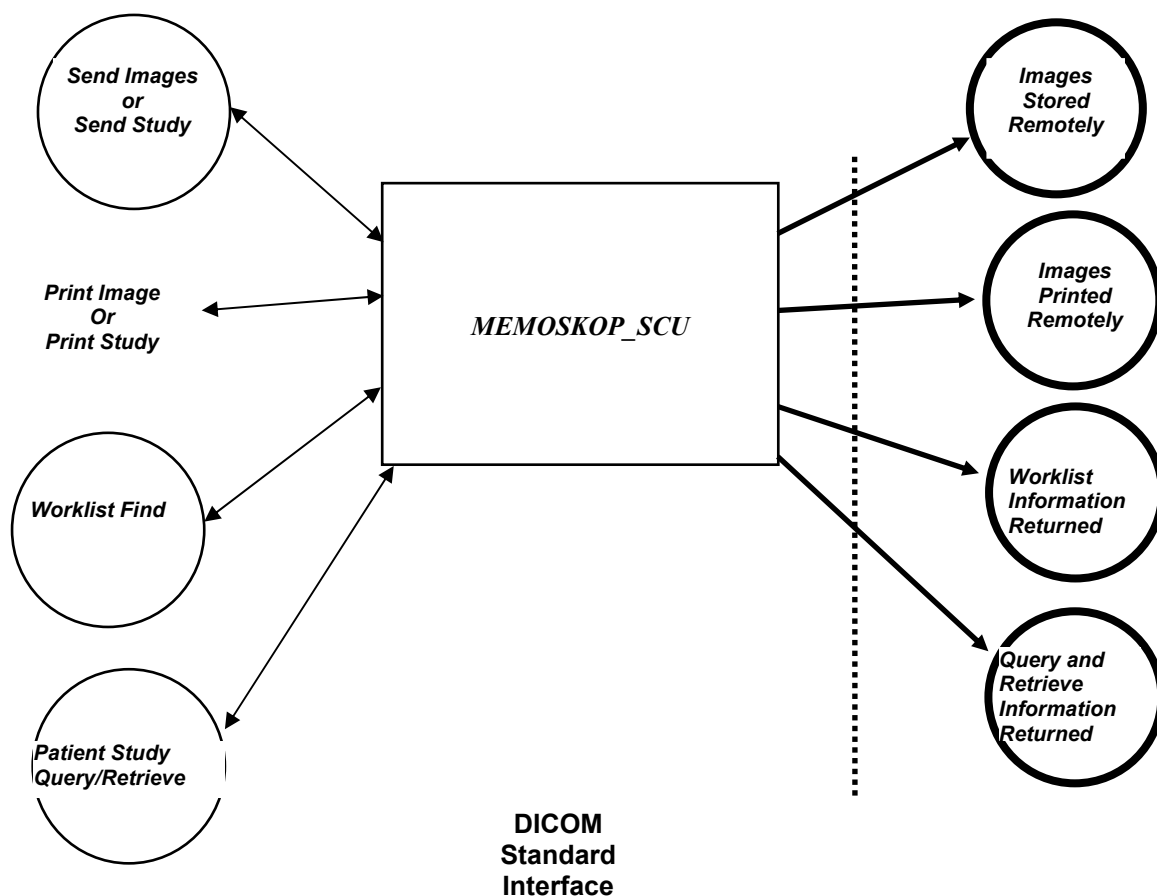 Send Images
or
Send Study
Print Image
Or
Print Study
Worklist Find
Patient Study
Query/Retrieve
MEMOSKOP_SCU
Images
Stored
Remotely
Images
Printed
Remotely
Worklist
Information
Returned
Query and
Retrieve
Information
Returned
DICOM
Standard
Interface